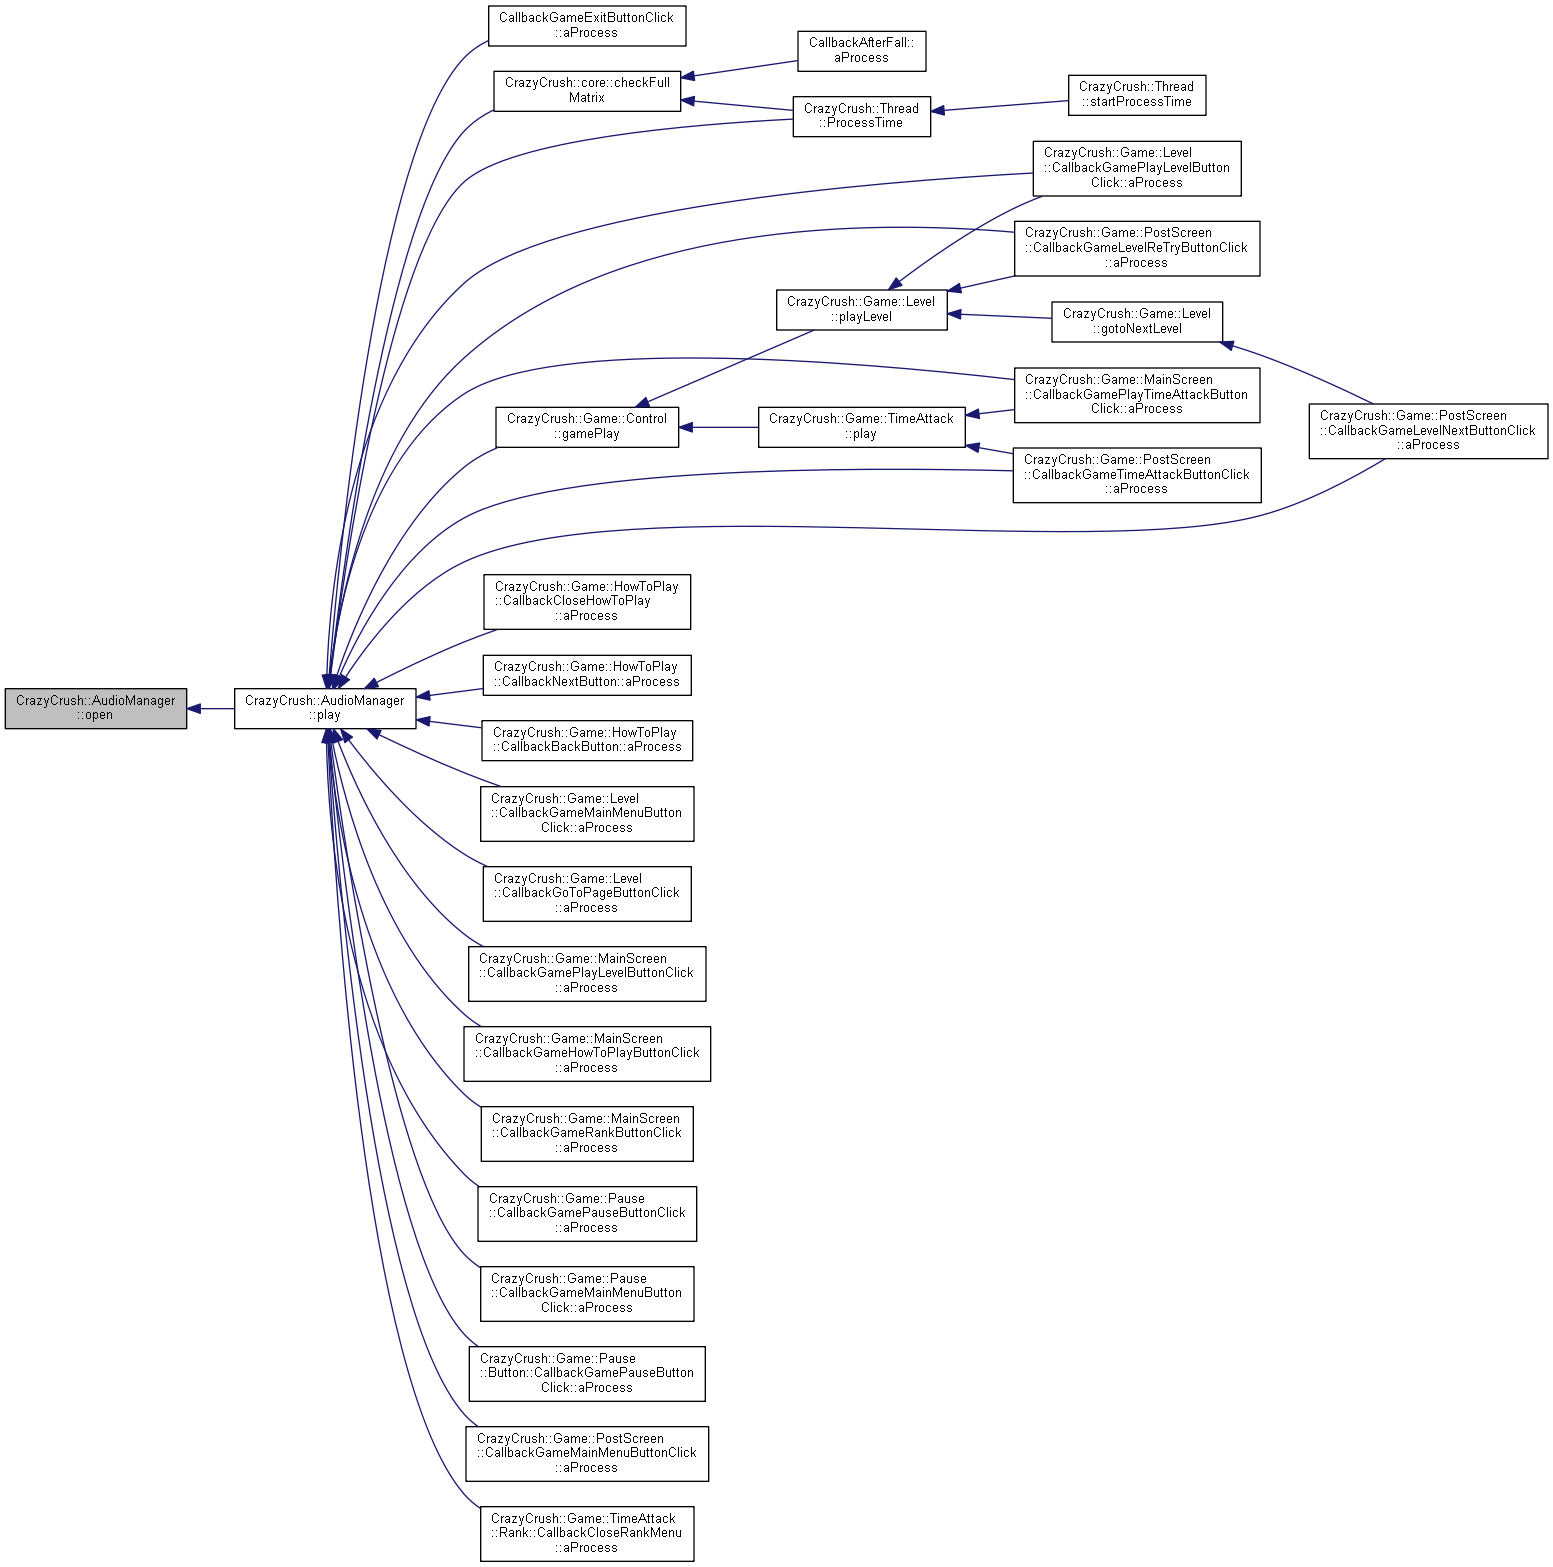 CallbackGameExitButtonClick
::aProcess
CallbackAfterFall::
aProcess
CrazyCrush::core::checkFull
Matrix
CrazyCrush::Thread
::startProcessTime
CrazyCrush::Thread
::ProcessTime
CrazyCrush::Game::Level
::CallbackGamePlayLevelButton
Click::aProcess
CrazyCrush::Game::PostScreen
::CallbackGameLevelReTryButtonClick
::aProcess
CrazyCrush::Game::Level
::playLevel
CrazyCrush::Game::Level
::gotoNextLevel
CrazyCrush::Game::MainScreen
::CallbackGamePlayTimeAttackButton
Click::aProcess
CrazyCrush::Game::Control
::gamePlay
CrazyCrush::Game::TimeAttack
::play
CrazyCrush::Game::PostScreen
::CallbackGameLevelNextButtonClick
::aProcess
CrazyCrush::Game::PostScreen
::CallbackGameTimeAttackButtonClick
::aProcess
CrazyCrush::Game::HowToPlay
::CallbackCloseHowToPlay
::aProcess
CrazyCrush::Game::HowToPlay
::CallbackNextButton::aProcess
CrazyCrush::AudioManager
::open
CrazyCrush::AudioManager
::play
CrazyCrush::Game::HowToPlay
::CallbackBackButton::aProcess
CrazyCrush::Game::Level
::CallbackGameMainMenuButton
Click::aProcess
CrazyCrush::Game::Level
::CallbackGoToPageButtonClick
::aProcess
CrazyCrush::Game::MainScreen
::CallbackGamePlayLevelButtonClick
::aProcess
CrazyCrush::Game::MainScreen
::CallbackGameHowToPlayButtonClick
::aProcess
CrazyCrush::Game::MainScreen
::CallbackGameRankButtonClick
::aProcess
CrazyCrush::Game::Pause
::CallbackGamePauseButtonClick
::aProcess
CrazyCrush::Game::Pause
::CallbackGameMainMenuButton
Click::aProcess
CrazyCrush::Game::Pause
::Button::CallbackGamePauseButton
Click::aProcess
CrazyCrush::Game::PostScreen
::CallbackGameMainMenuButtonClick
::aProcess
CrazyCrush::Game::TimeAttack
::Rank::CallbackCloseRankMenu
::aProcess